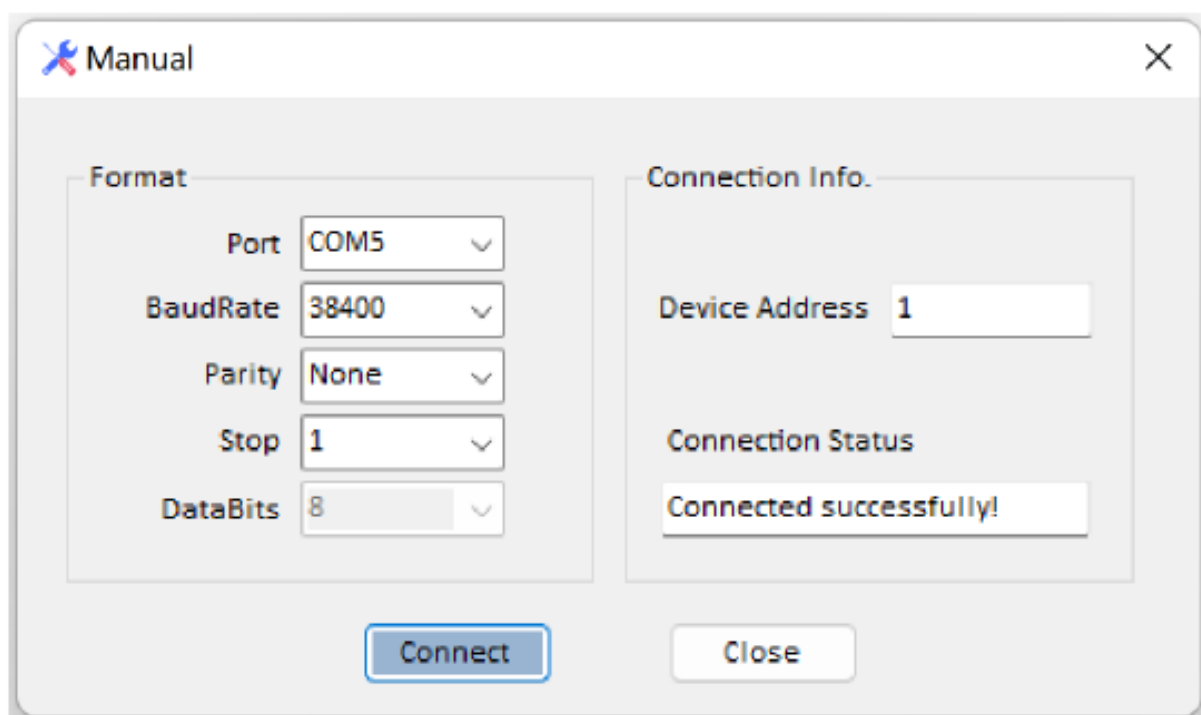 Manual
Format
Port COM5
BaudRate 38400
Parity None
Stop 1
DataBits 8
Connection Info.
Device Address 1
Connection Status
Connected successfully!
Connect
Close